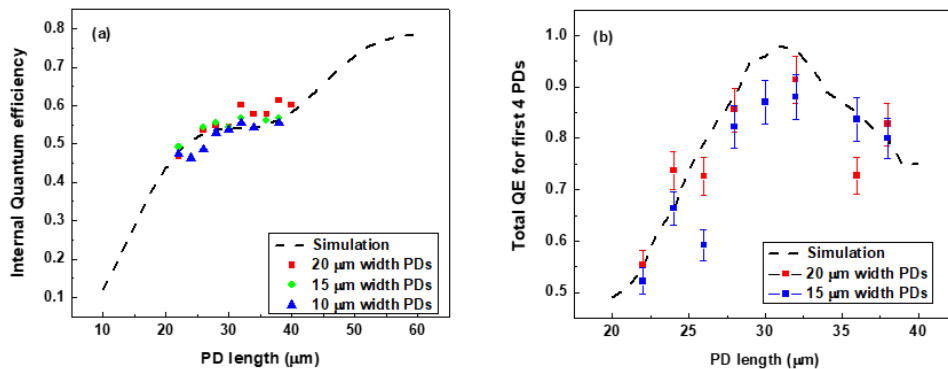 (a)
Internal Quantum efficiency
0.8
0.7
0.6
0.5
0.4
0.3
0.2
0.1
10 20 30 40 50 60
PD length (μm)
Simulation
20 μm width PDs
15 μm width PDs
10 μm width PDs
(b)
Total QE for first 4 PDs
1.0
0.9
0.8
0.7
0.6
0.5
20 25 30 35 40
PD length (μm)
Simulation
20 μm width PDs
15 μm width PDs